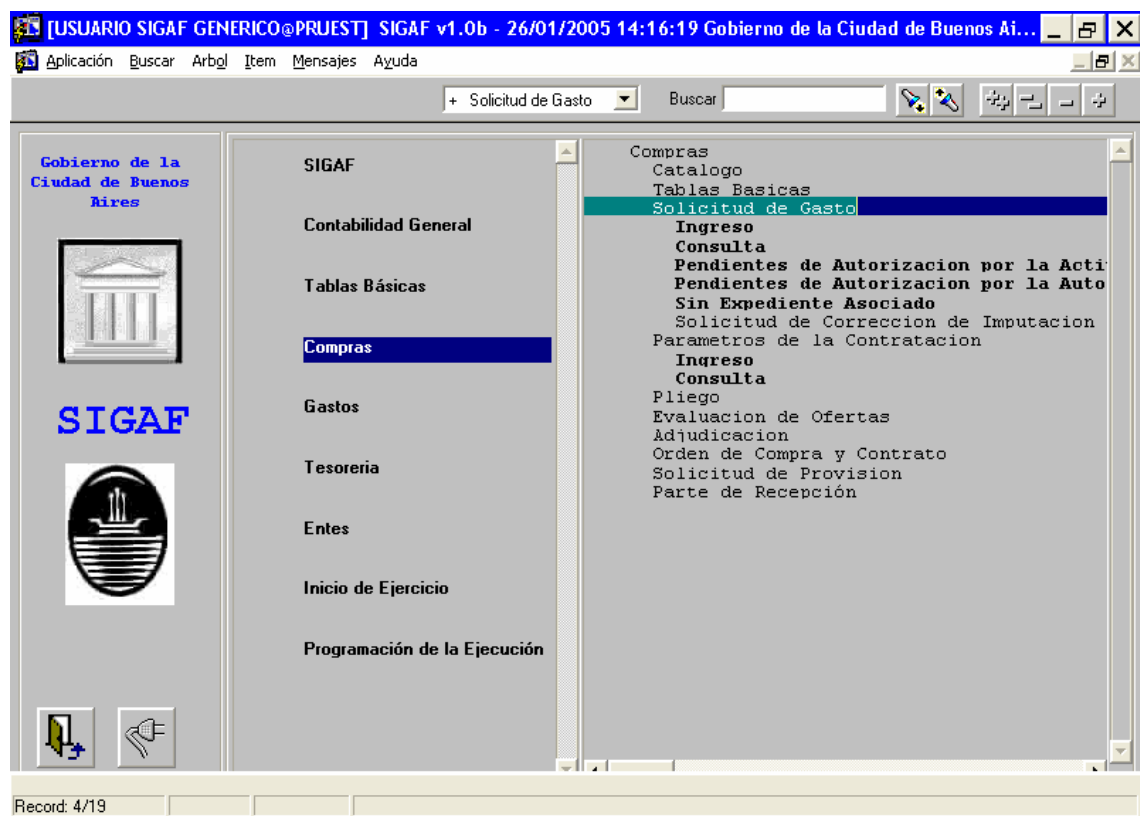 [USUARIO SIGAF GENERICO@PRUEST] SIGAF v1.0b - 26/01/2005 14:16:19 Gobierno de la Ciudad de Buenos Ai...
Aplicación Buscar Arbol Item Mensajes Ayuda
+ Solicitud de Gasto Buscar
Gobierno de la
Ciudad de Buenos
Aires
SIGAF
SIGAF
Contabilidad General
Tablas Básicas
Compras
Gastos
Tesoreria
Entes
Inicio de Ejercicio
Programación de la Ejecución
Compras
Catalogo
Tablas Basicas
Solicitud de Gasto
Ingreso
Consulta
Pendientes de Autorizacion por la Acti
Pendientes de Autorizacion por la Auto
Sin Expediente Asociado
Solicitud de Correccion de Imputacion
Parametros de la Contratacion
Ingreso
Consulta
Pliego
Evaluacion de Ofertas
Adjudicacion
Orden de Compra y Contrato
Solicitud de Provision
Parte de Recepción
Record: 4/19